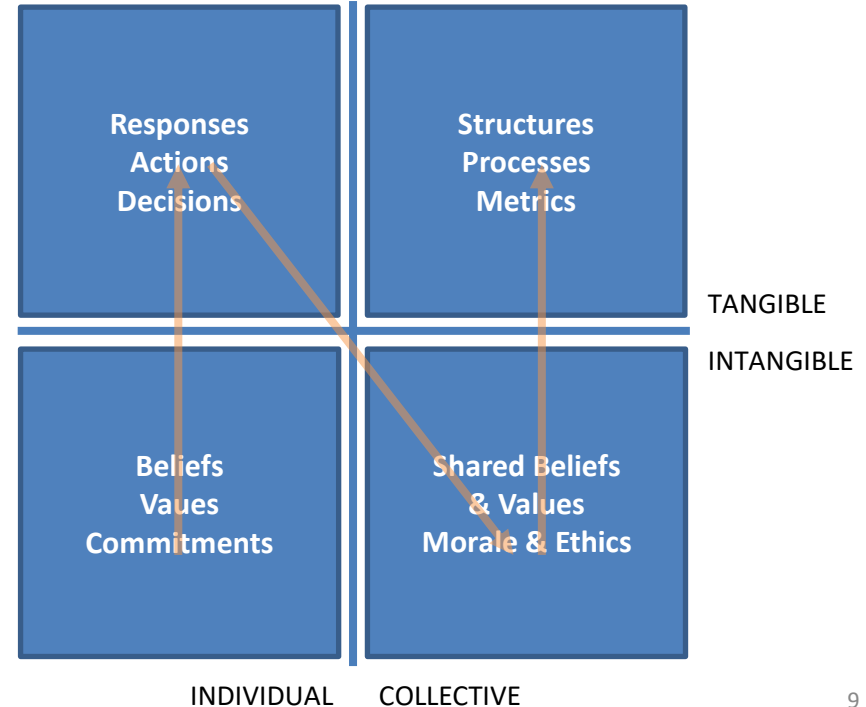 Responses
Actions
Decisions
Structures
Processes
Metrics
TANGIBLE
INTANGIBLE
Beliefs
Vaues
Commitments
Shared Beliefs
& Values
Morale & Ethics
INDIVIDUAL
COLLECTIVE
9